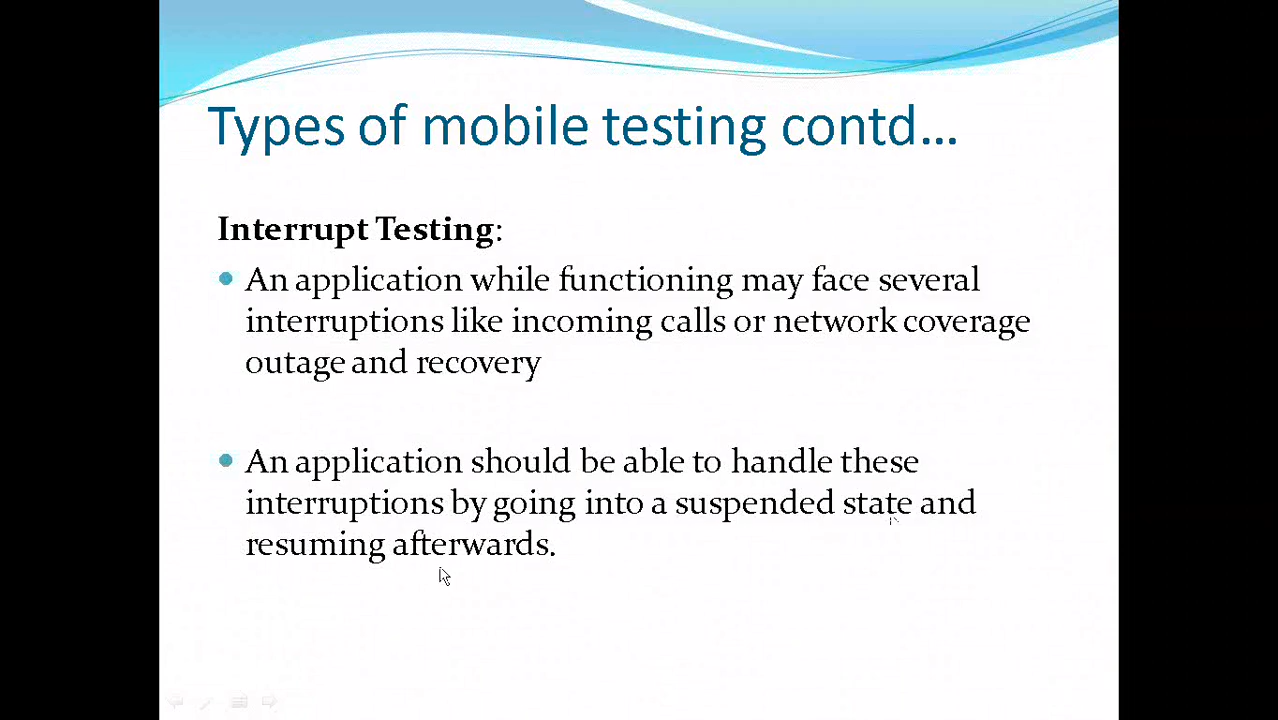 Types of mobile testing contd...
Interrupt Testing:
An application while functioning may face several
interruptions like incoming calls or network coverage
outage and recovery
An application should be able to handle these
interruptions by going into a suspended state and
resuming afterwards.